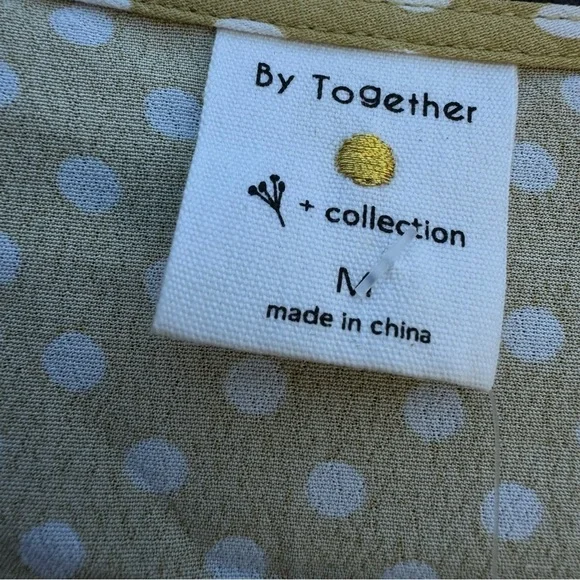 By Together
+ collection
M
made in china